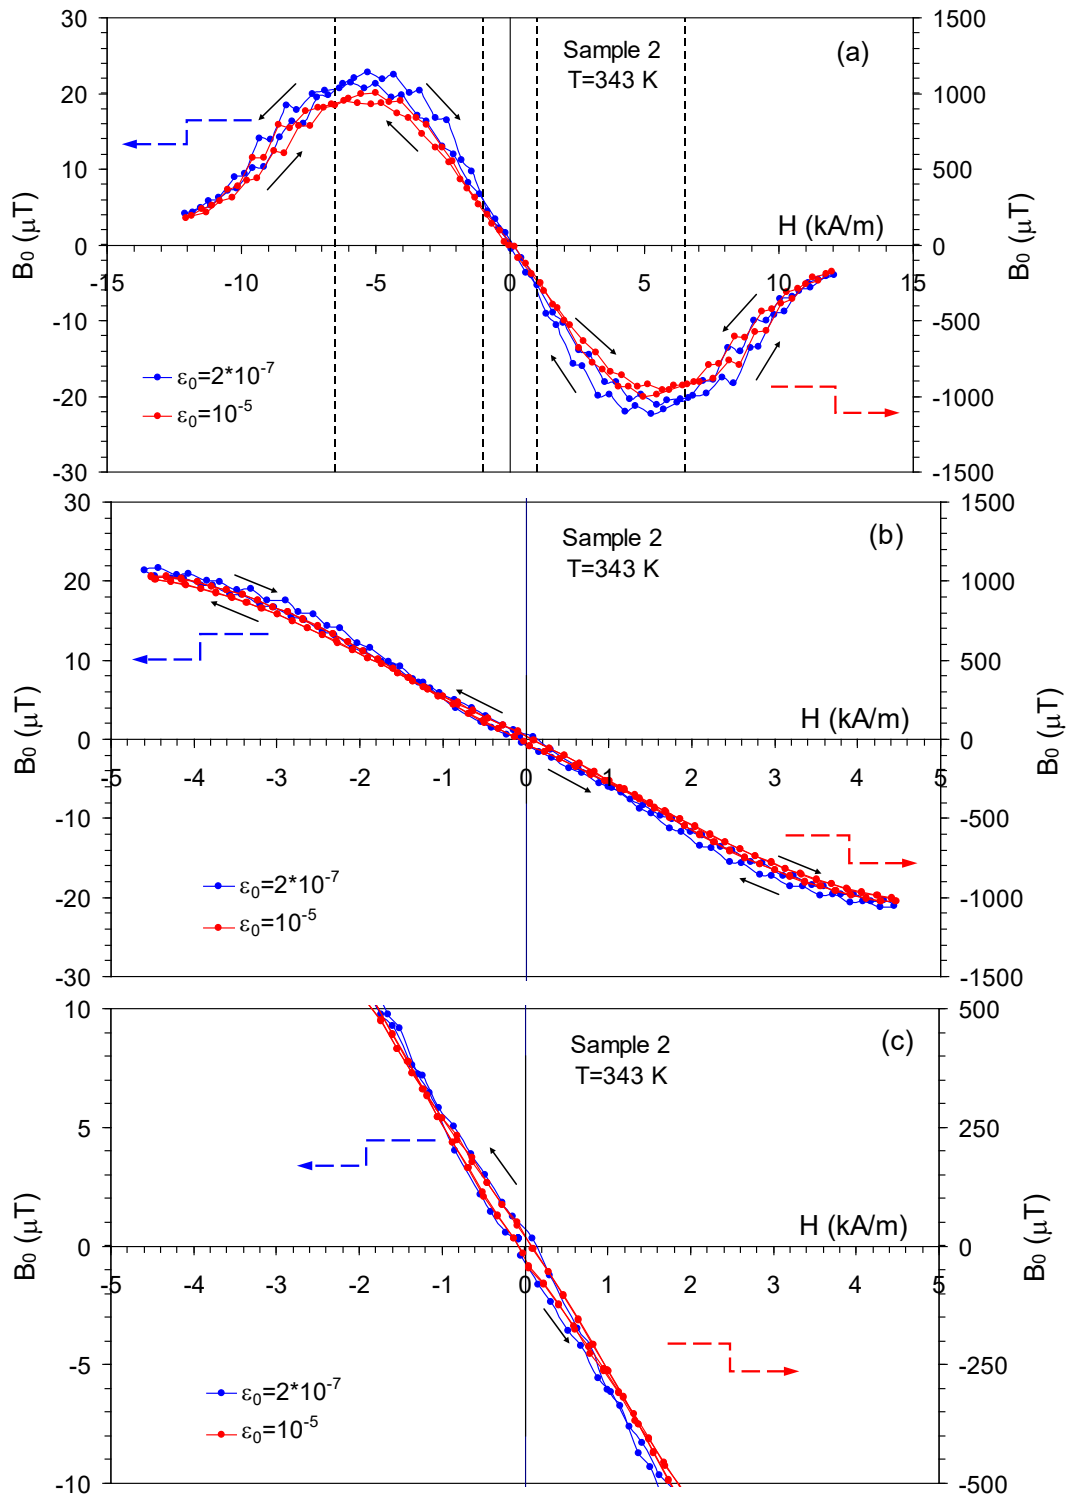 30
1500
Sample 2
(a)
T=343 K
20
1000
10
500
B0 (μT)
H (kA/m)
B0 (μT)
0
0
-15
-10
-5
0
5
10
15
-10
-500
ε0=2*10-7
-20
-1000
ε0=10-5
-30
-1500
30
1500
Sample 2
(b)
T=343 K
20
1000
10
500
B0 (μT)
H (kA/m)
B0 (μT)
0
0
-5
-4
-3
-2
-1
0
1
2
3
4
5
-10
-500
ε0=2*10-7
-20
-1000
ε0=10-5
-30
-1500
10
500
Sample 2
(c)
T=343 K
5
250
B0 (μT)
H (kA/m)
B0 (μT)
0
0
-5
-4
-3
-2
-1
0
1
2
3
4
5
-5
-250
ε0=2*10-7
ε0=10-5
-10
-500